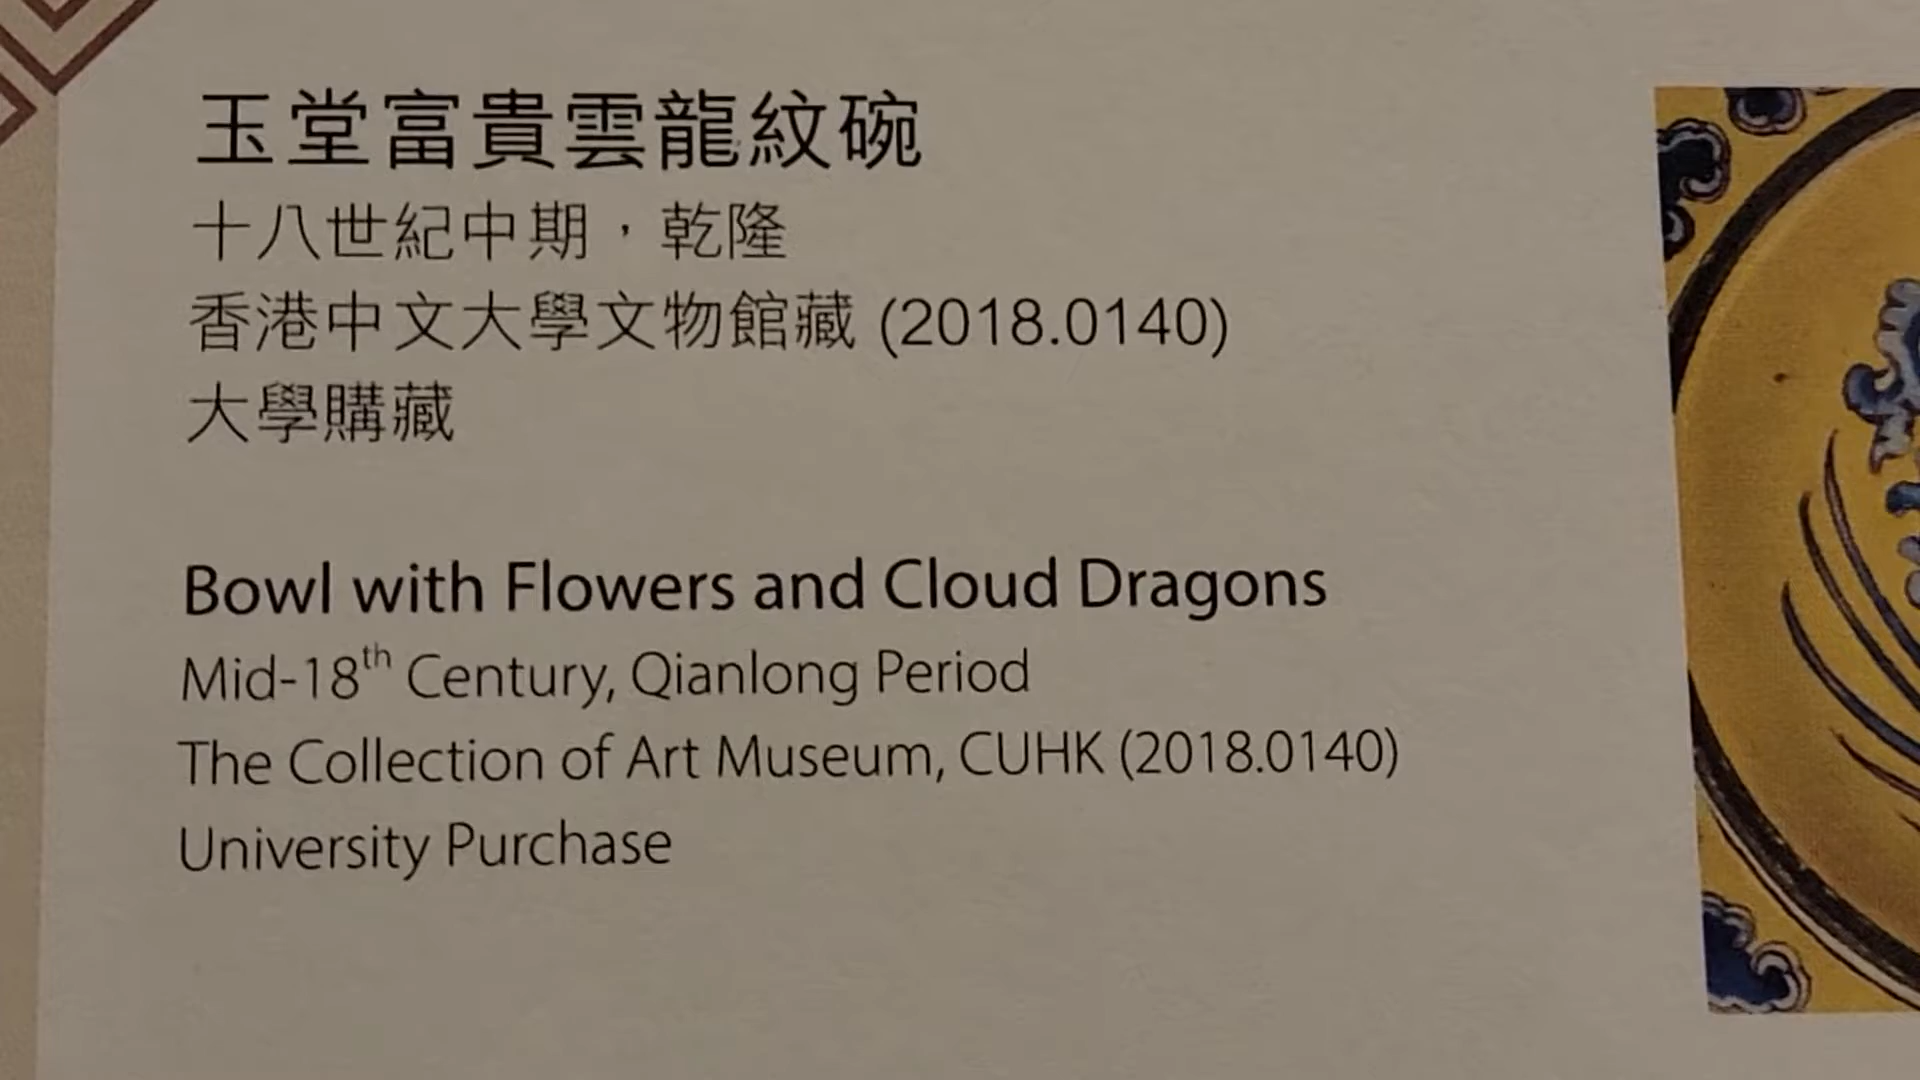 玉堂富貴雲龍紋碗
十八世紀中期，乾隆
香港中文大學文物館藏 (2018.0140)
大學購藏
Bowl with Flowers and Cloud Dragons
Mid-18th Century, Qianlong Period
The Collection of Art Museum, CUHK (2018.0140)
University Purchase